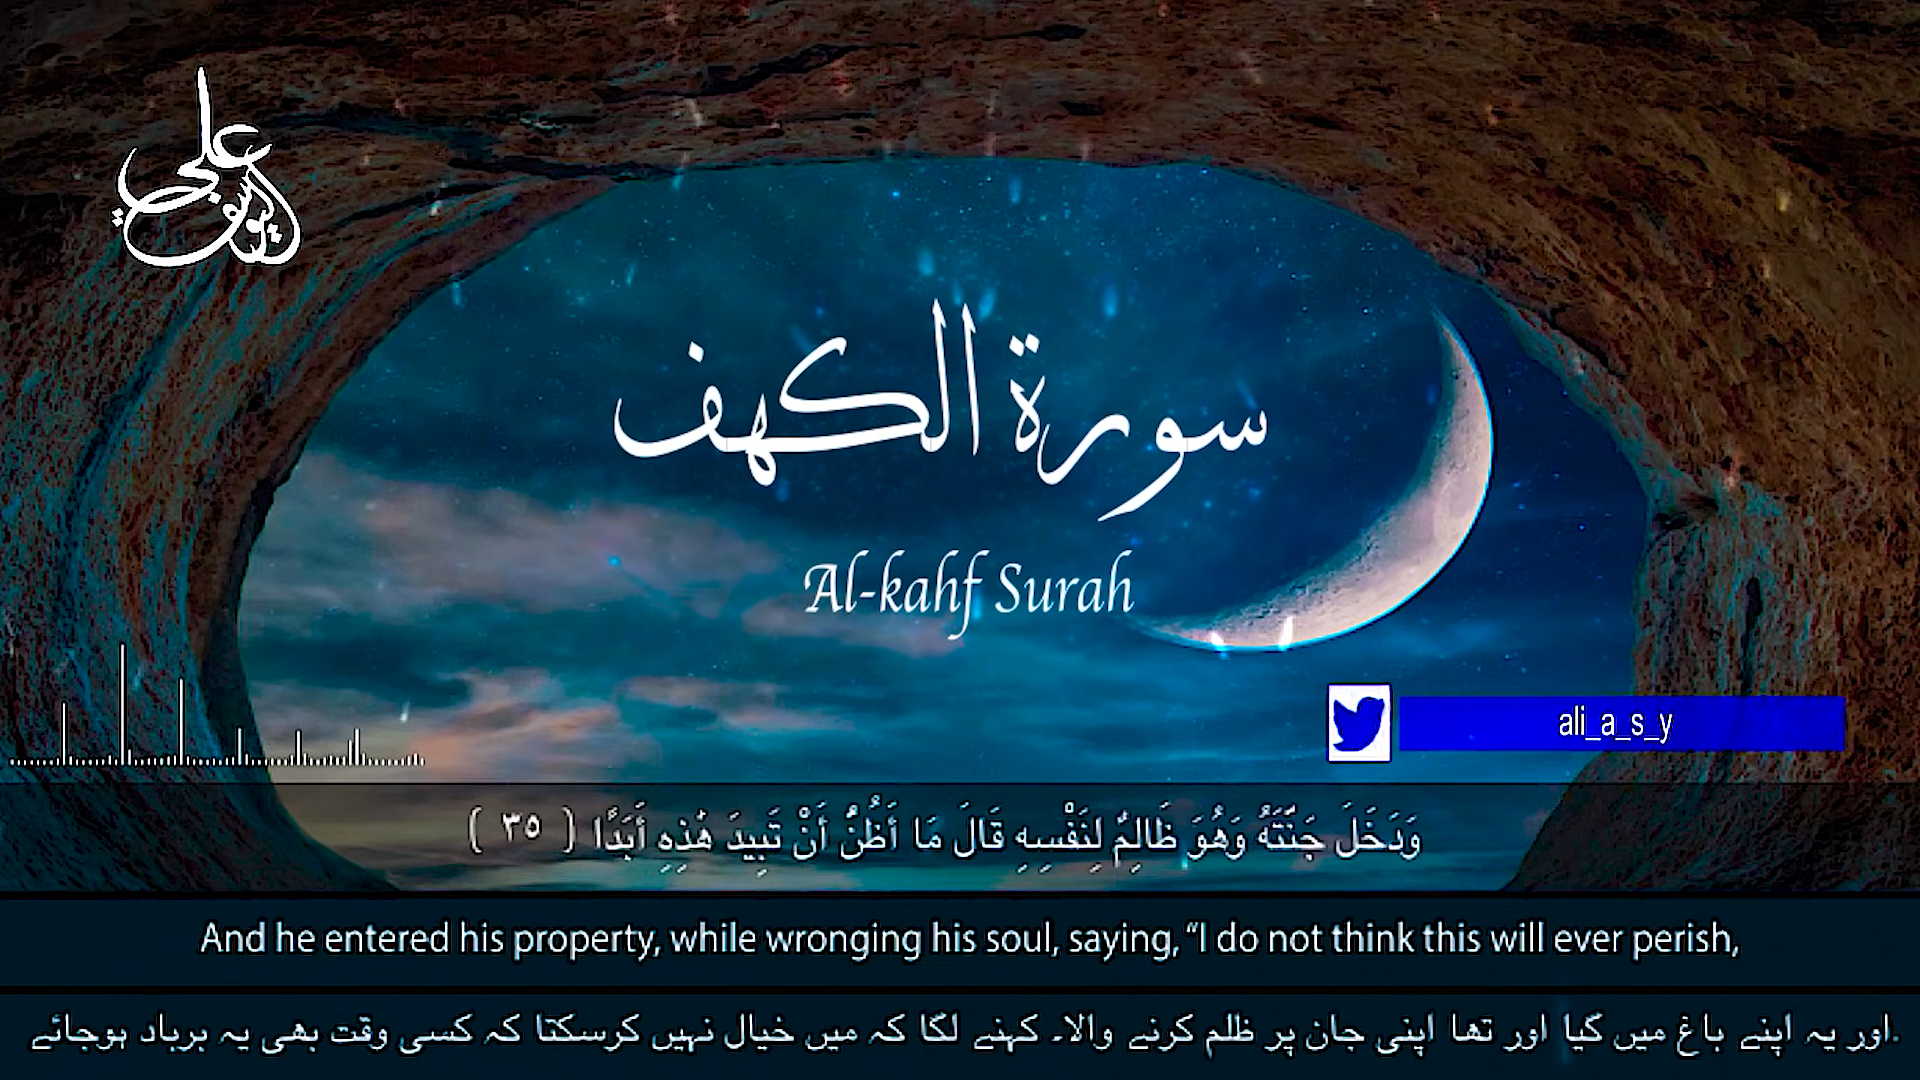 علي اليوسف
سورة الكهف
Al-kahf Surah
ali_a_s_y
وَدَخَلَ جَنَّتَهُ وَهُوَ ظَالِمٌ لِنَفْسِهِ قَالَ مَا أَظُنُّ أَنْ تَبِيدَ هَٰذِهِ أَبَدًا ( ٣٥ )
And he entered his property, while wronging his soul, saying, “I do not think this will ever perish,
اور یہ اپنے باغ میں گیا اور تھا اپنی جان پر ظلم کرنے والا۔ کہنے لگا کہ میں خیال نہیں کرسکتا کہ کسی وقت بھی یہ برباد ہوجائے.